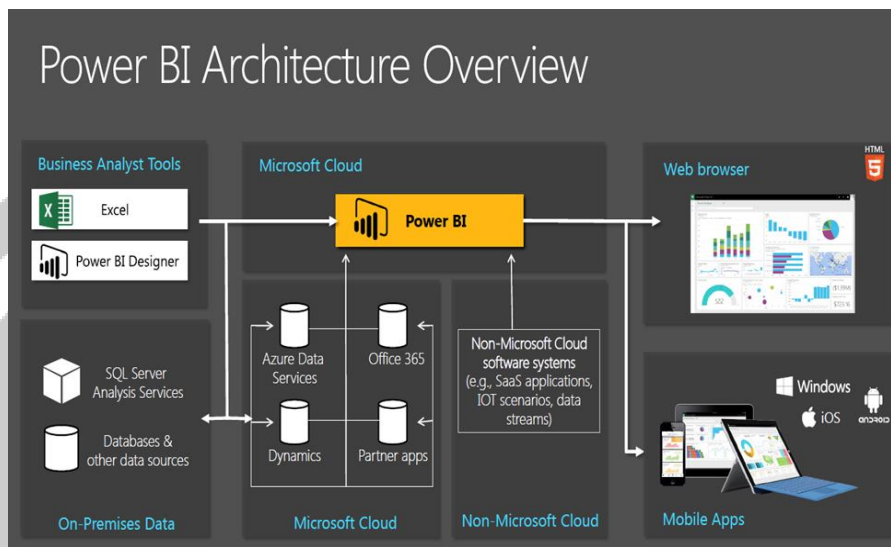 Power BI Architecture Overview
Business Analyst Tools
Excel
Power BI Designer
Microsoft Cloud
Power BI
Web browser
HTML
5
SQL Server
Analysis Services
Databases &
other data sources
On-Premises Data
Azure Data
Services
Office 365
Dynamics
Partner apps
Microsoft Cloud
Non-Microsoft Cloud
software systems
(e.g., SaaS applications,
IOT scenarios, data
streams)
Non-Microsoft Cloud
Windows
iOS
ANDROID
Mobile Apps